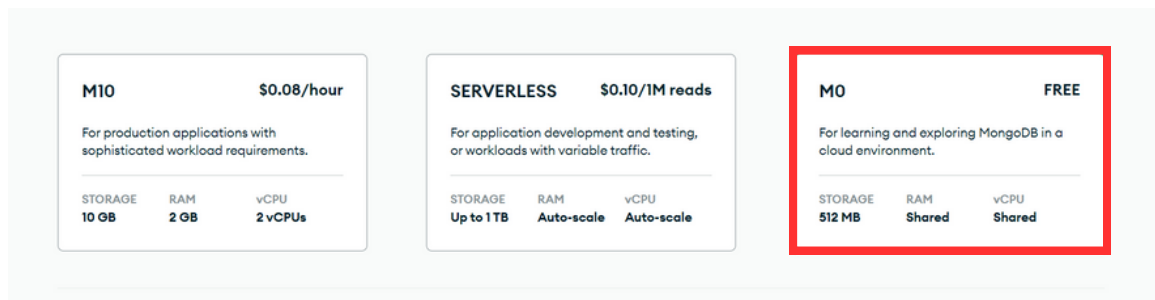 M10 $0.08/hour
For production applications with
sophisticated workload requirements.
STORAGE RAM vCPU
10 GB 2 GB 2 vCPUs
SERVERLESS $0.10/1M reads
For application development and testing,
or workloads with variable traffic.
STORAGE RAM vCPU
Up to 1 TB Auto-scale Auto-scale
M0 FREE
For learning and exploring MongoDB in a
cloud environment.
STORAGE RAM vCPU
512 MB Shared Shared